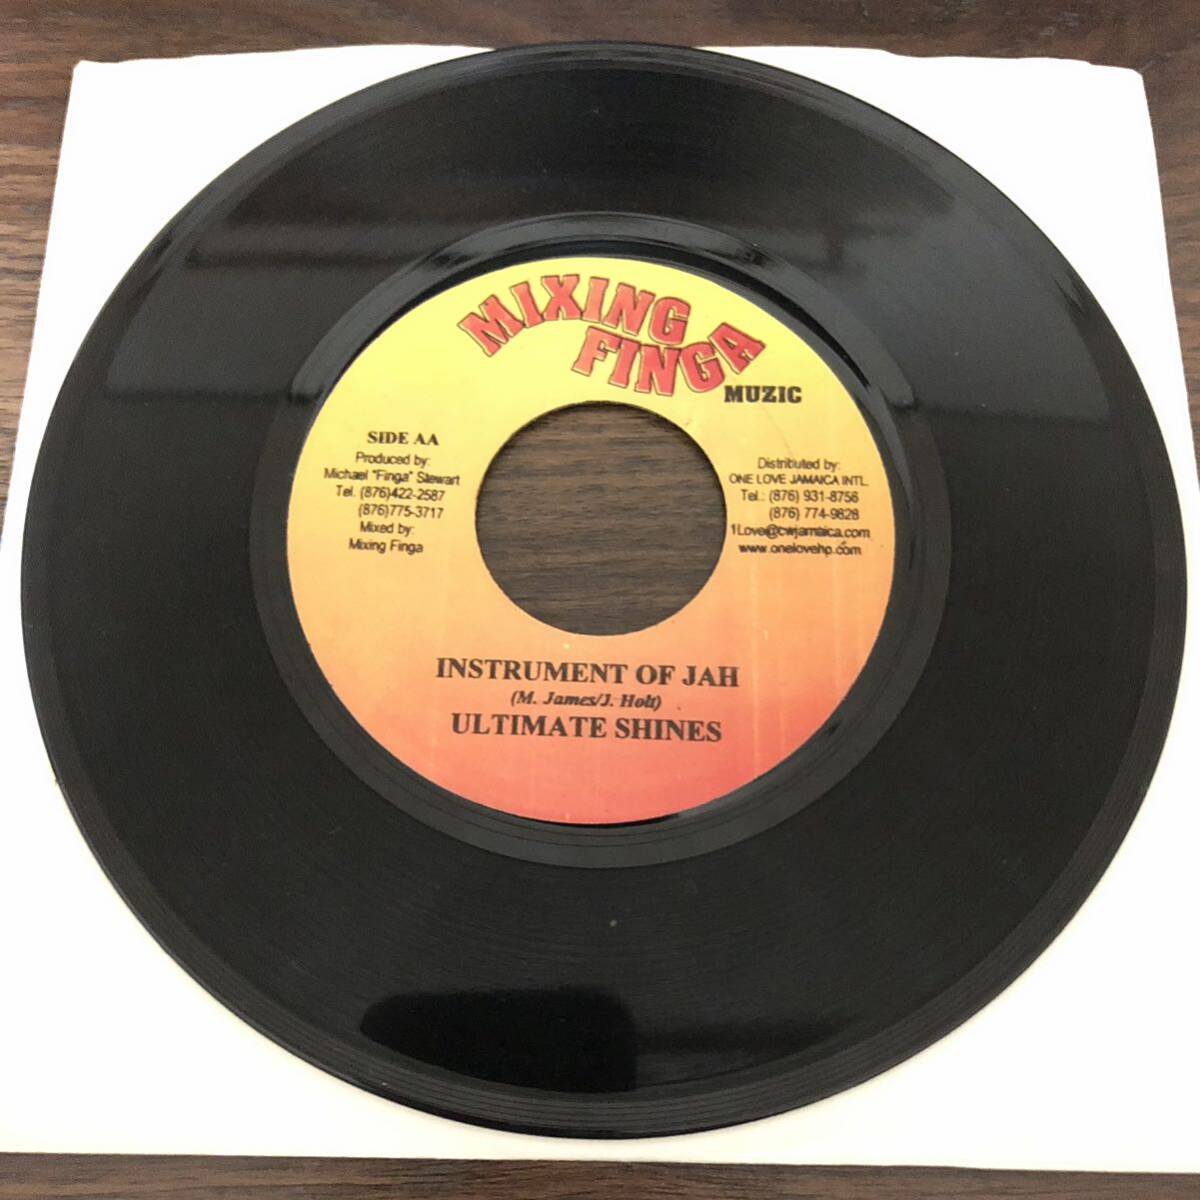 MIXING
FINGA
MUZIC
SIDE AA
Produced by:
Michael "Finga" Stewart
Tel. (876)422-2587
(876)775-3717
Mixed by:
Mixing Finga
Distributed by:
ONE LOVE JAMAICA INTL.
Tel.: (876) 931-8756
(876) 774-9828
1Love@cwjamaica.com
www.onelovehp.com
INSTRUMENT OF JAH
(M. James/J. Holt)
ULTIMATE SHINES